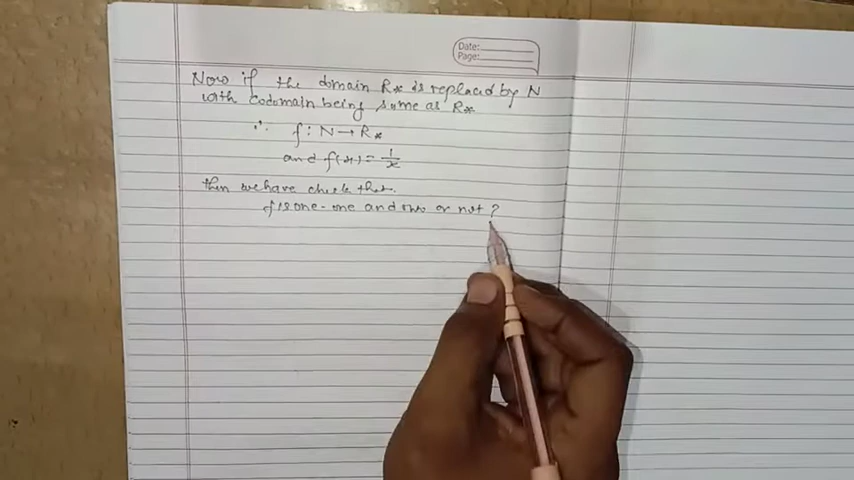 Date:
Page:
Now if the domain R* is replaced by N
with codomain being same as R*
∴ f : N → R*
and f(x) = 1/x
then we have check that
f is one-one and onto or not ?